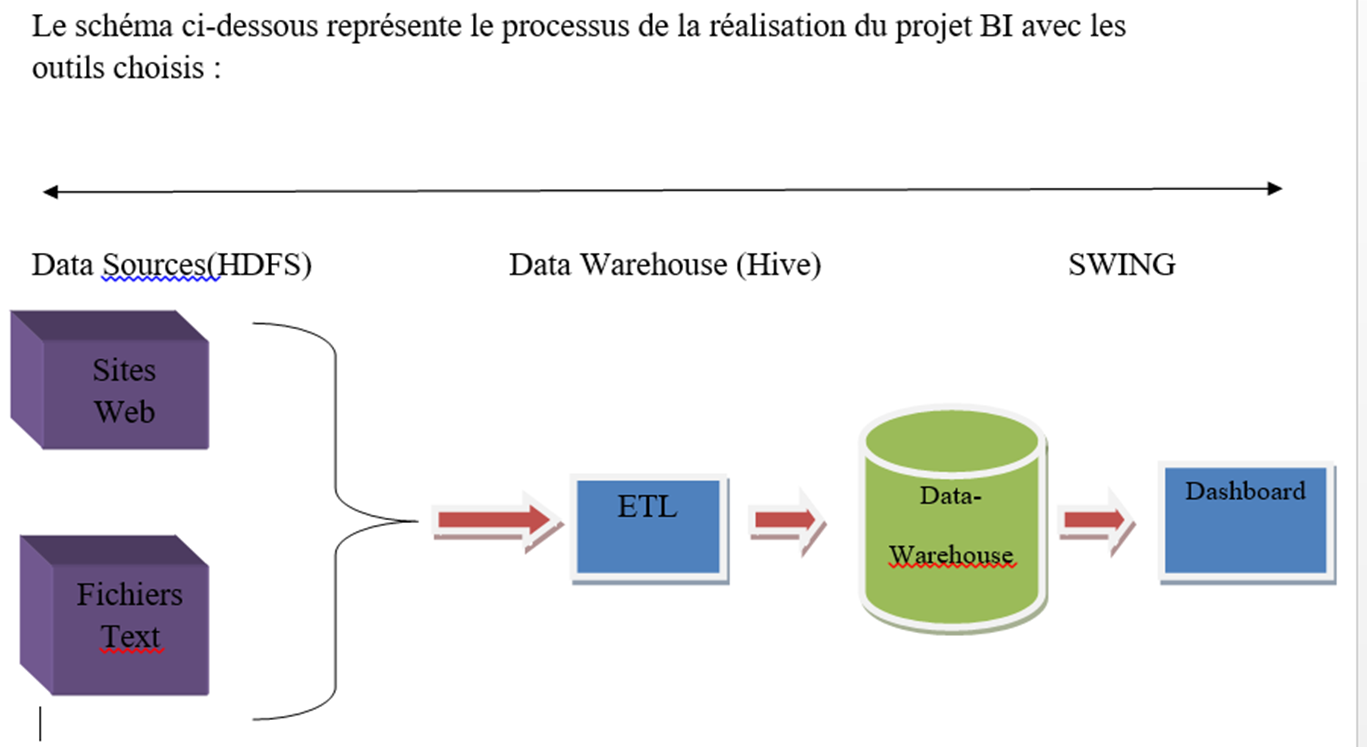 Le schéma ci-dessous représente le processus de la réalisation du projet BI avec les
outils choisis :
Data Sources(HDFS)
Data Warehouse (Hive)
SWING
Sites
Web
Fichiers
Text
ETL
Data-
Warehouse
Dashboard